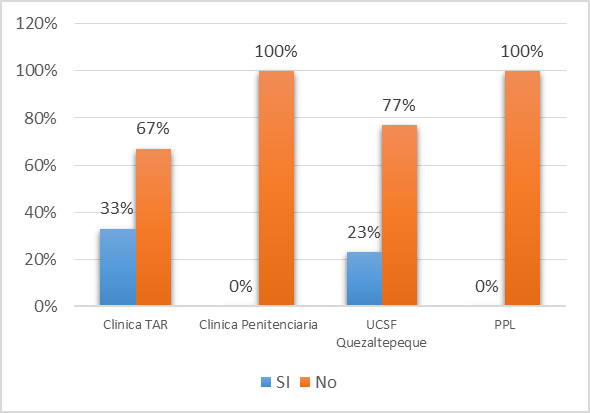 120%
100%
80%
60%
40%
20%
0%
33%
67%
0%
100%
23%
77%
0%
100%
Clinica TAR
Clinica Penitenciaria
UCSF
Quezaltepeque
PPL
SI No